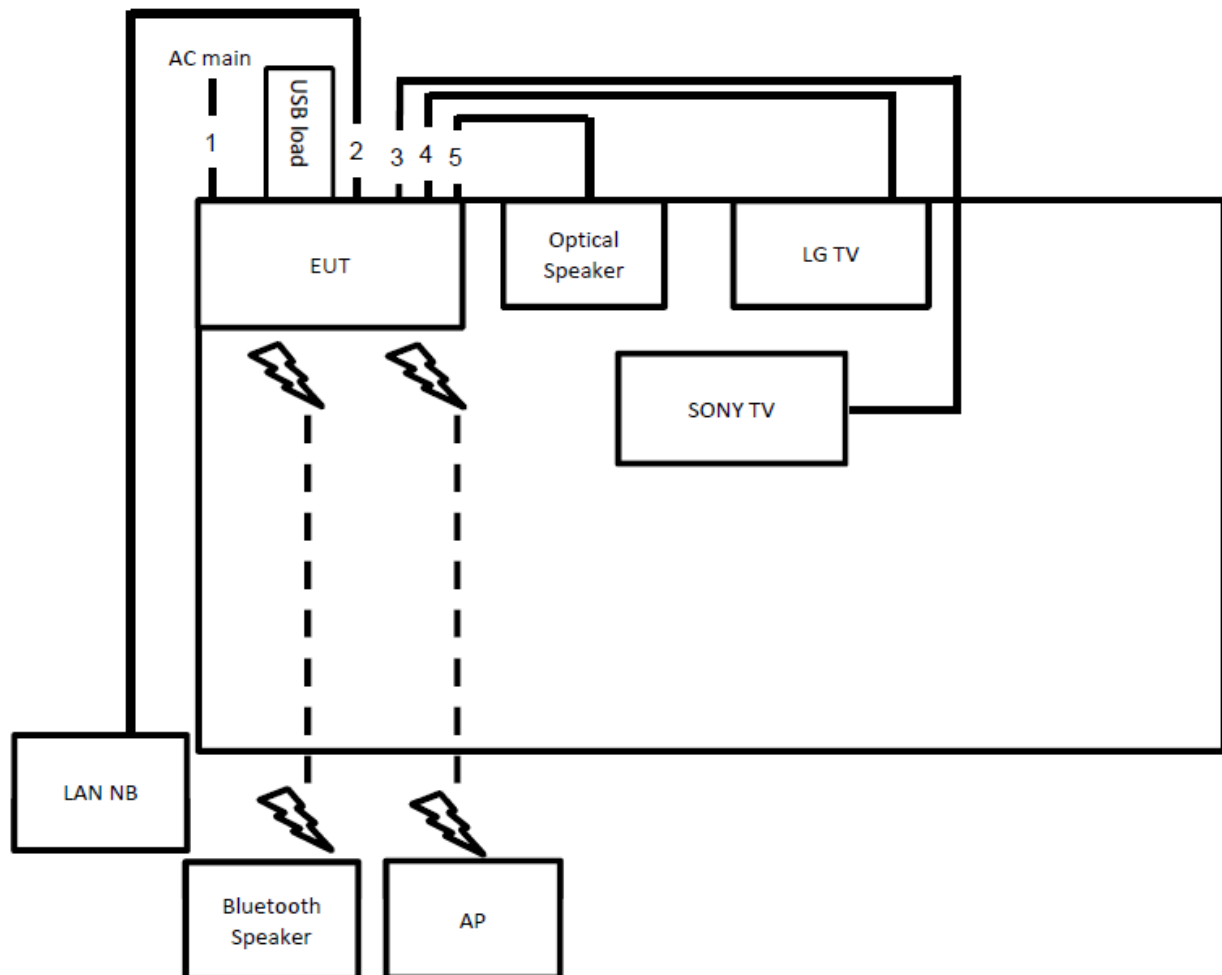 AC main
USB load
1
2
3
4
5
EUT
Optical
Speaker
LG TV
SONY TV
LAN NB
Bluetooth
Speaker
AP